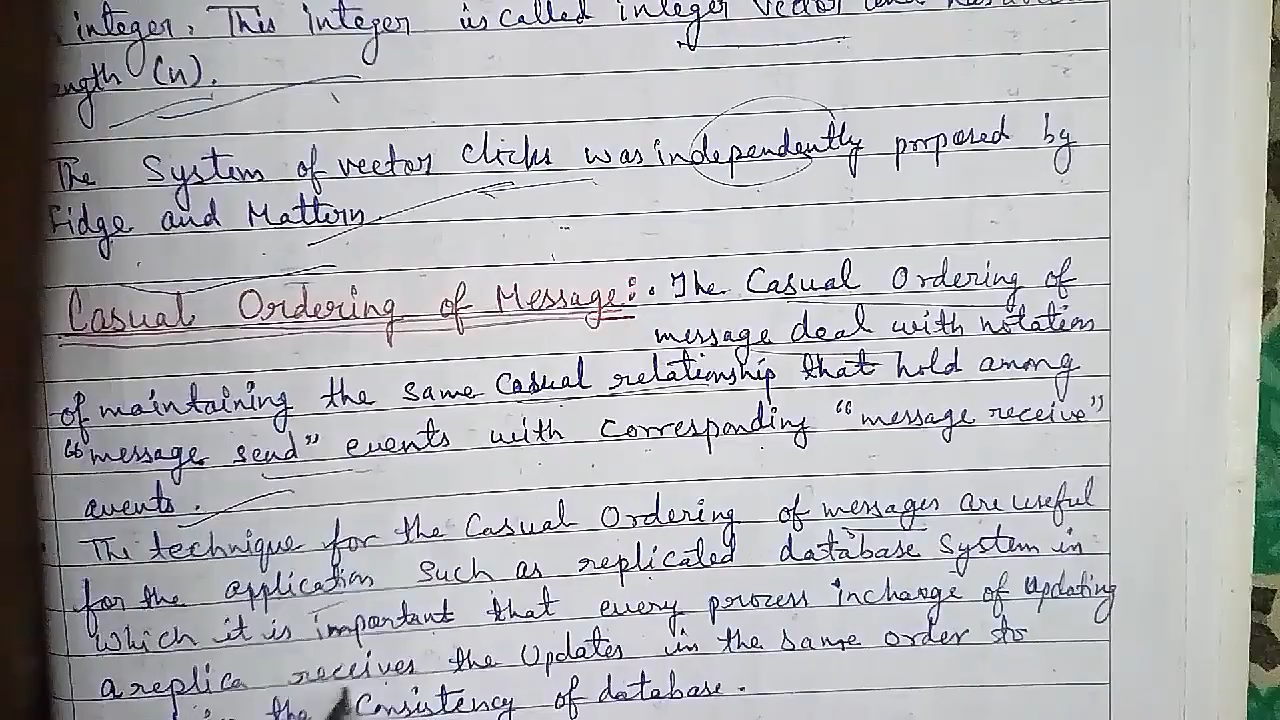 integer. This integer is called integer vector
ength (n).
The System of vector clicks was independently proposed by
Fidge and Mattern
Casual Ordering of Message:. The Casual Ordering of
message deal with notation
of maintaining the same casual relationship that hold among
"message send" events with corresponding "message receive"
events.
The technique for the Casual Ordering of messages are useful
for the application such as replicated database System in
which it is important that every process incharge of updating
a replica receives the Updates in the same order to
the Consistency of database.